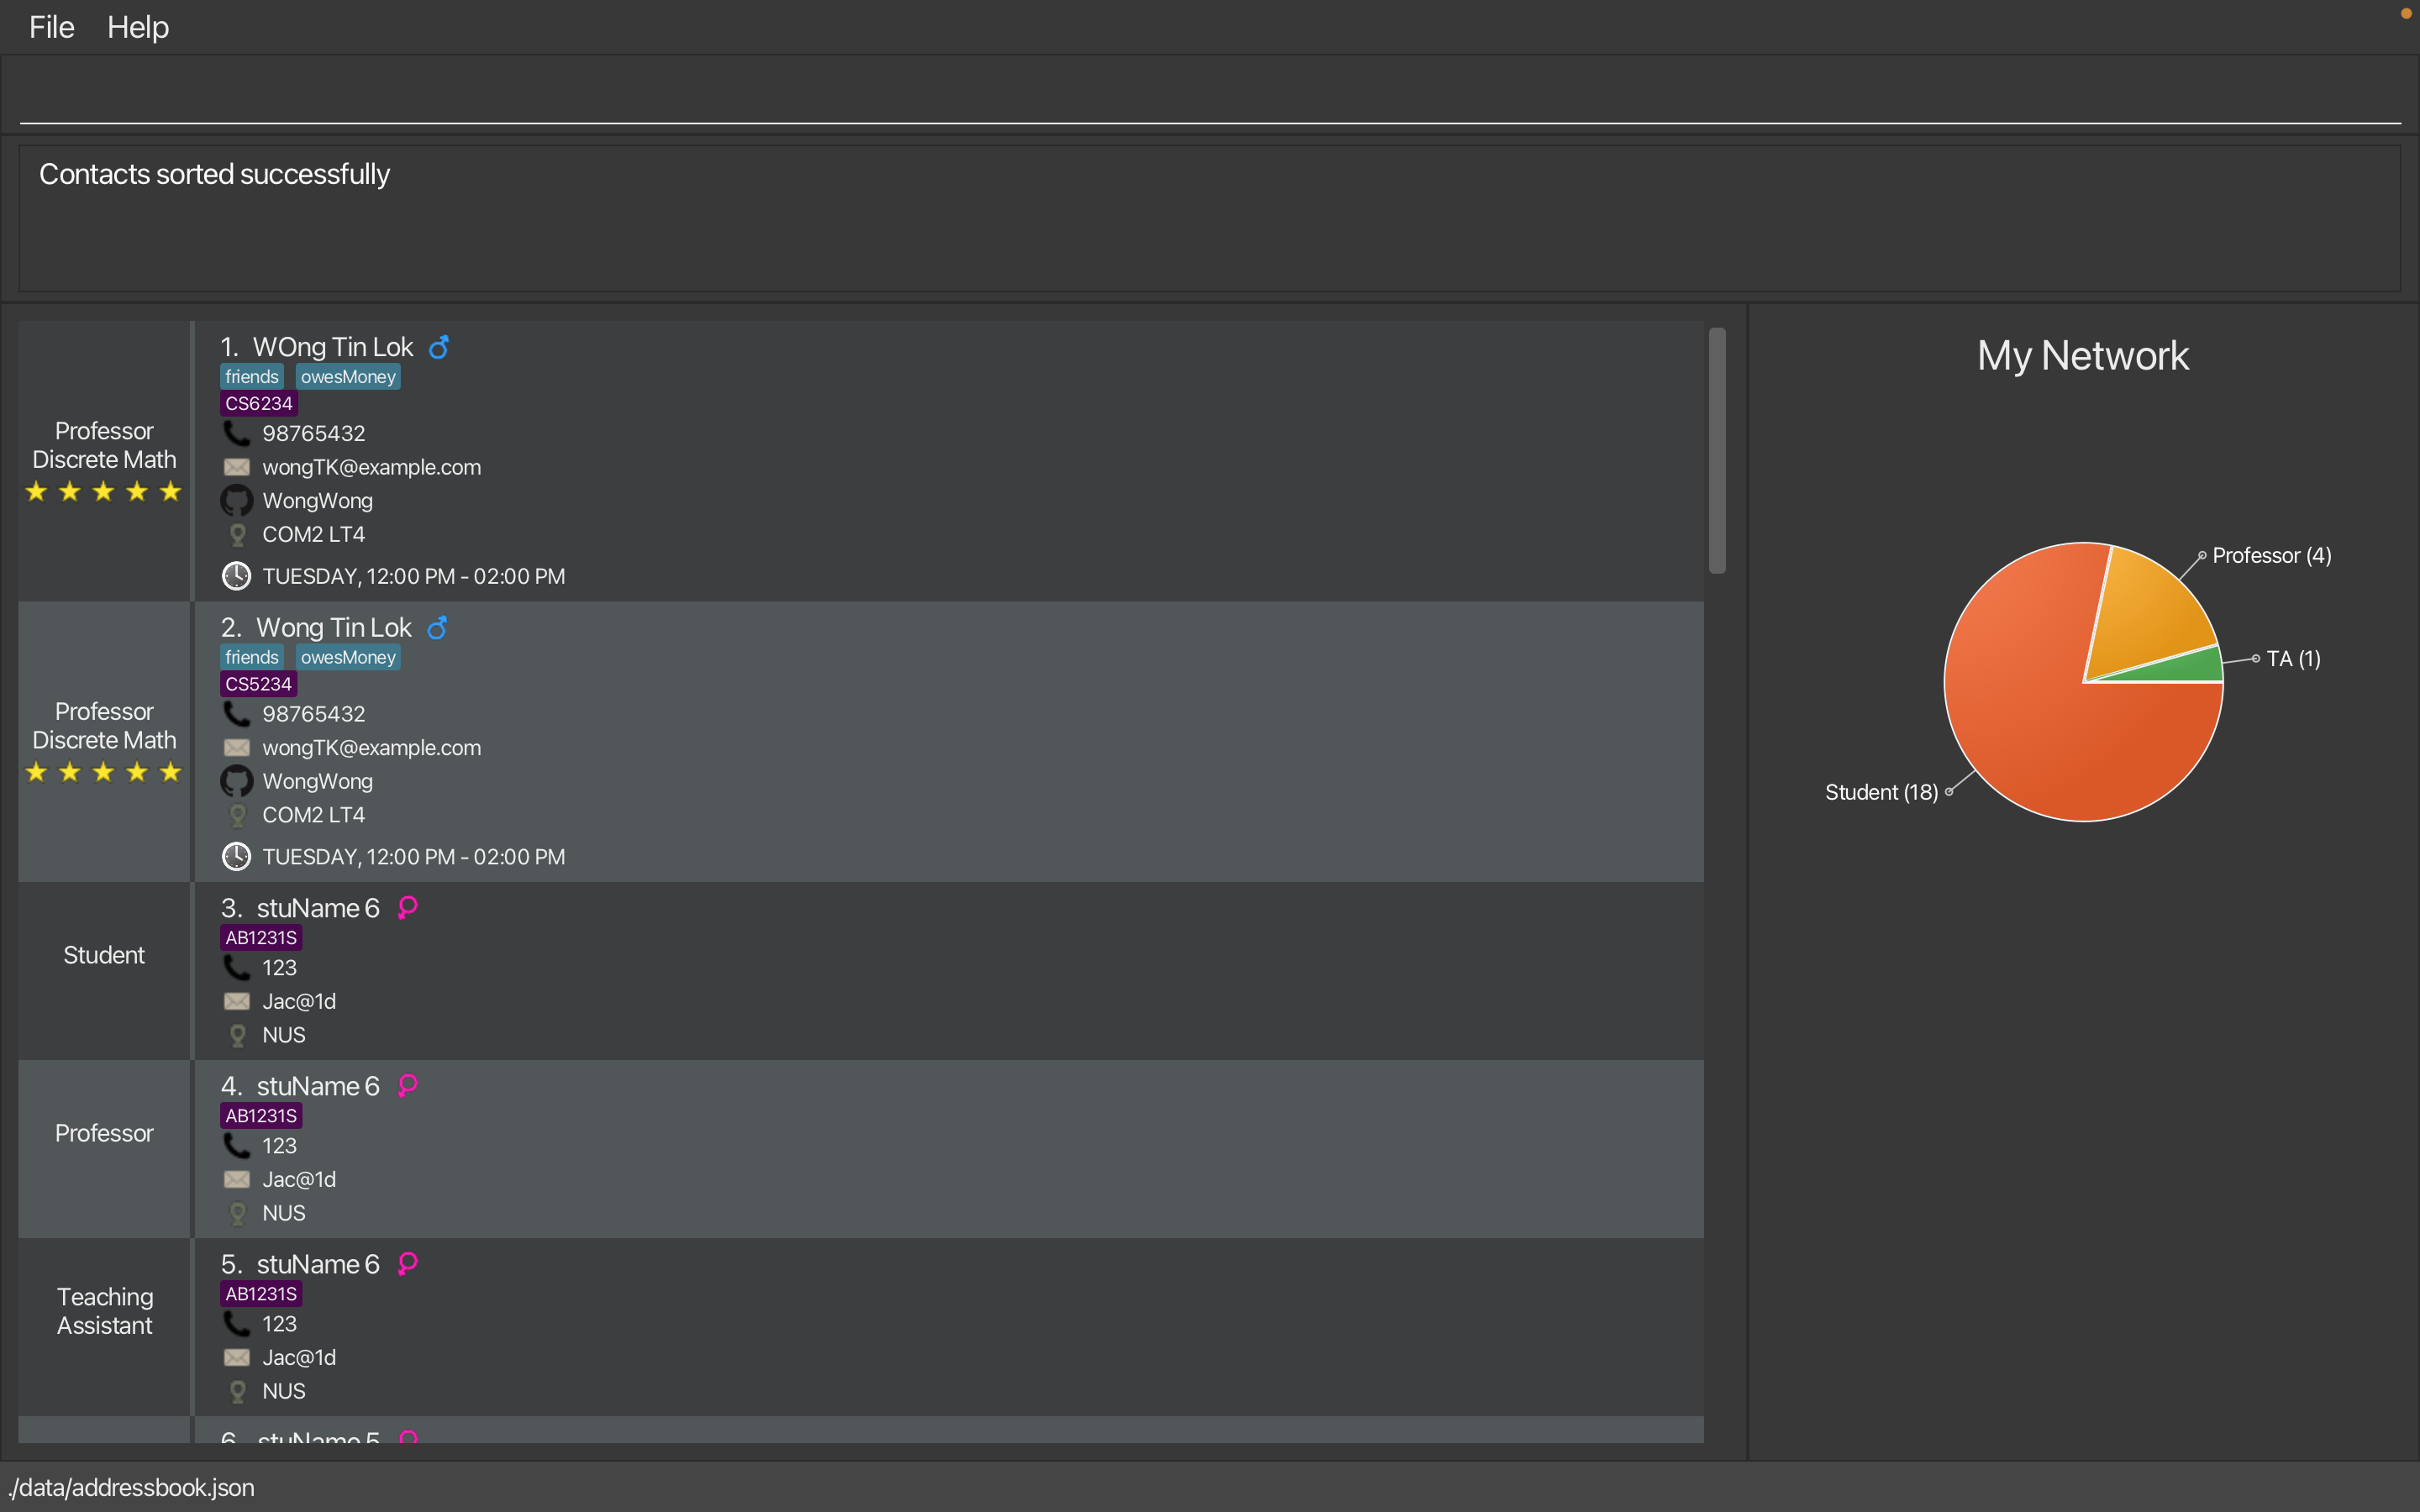 File Help
Contacts sorted successfully
Professor
Discrete Math
1. WOng Tin Lok
friends owesMoney
CS6234
98765432
wongTK@example.com
WongWong
COM2 LT4
TUESDAY, 12:00 PM - 02:00 PM
Professor
Discrete Math
2. Wong Tin Lok
friends owesMoney
CS5234
98765432
wongTK@example.com
WongWong
COM2 LT4
TUESDAY, 12:00 PM - 02:00 PM
Student
3. stuName 6
AB1231S
123
Jac@1d
NUS
Professor
4. stuName 6
AB1231S
123
Jac@1d
NUS
Teaching
Assistant
5. stuName 6
AB1231S
123
Jac@1d
NUS
6. stuName 5
My Network
Professor (4)
TA (1)
Student (18)
./data/addressbook.json